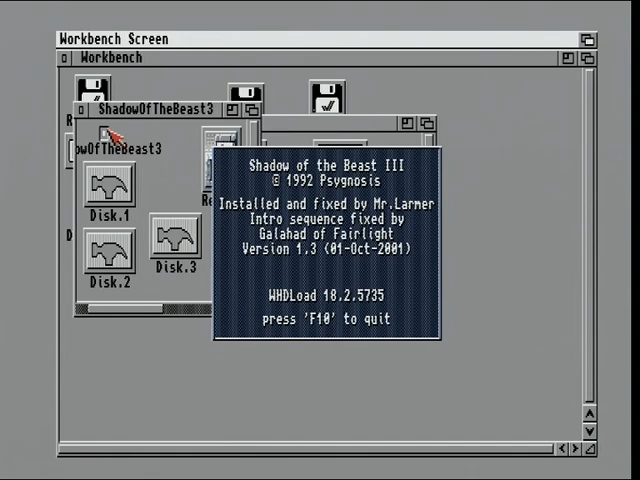 Workbench Screen
Workbench
ShadowOfTheBeast3
owOfTheBeast3
Disk.1
Disk.2
Disk.3
Re
Shadow of the Beast III
© 1992 Psygnosis
Installed and fixed by Mr.Larmer
Intro sequence fixed by
Galahad of Fairlight
Version 1.3 (01-Oct-2001)
WHDLoad 18.2.5735
press 'F10' to quit